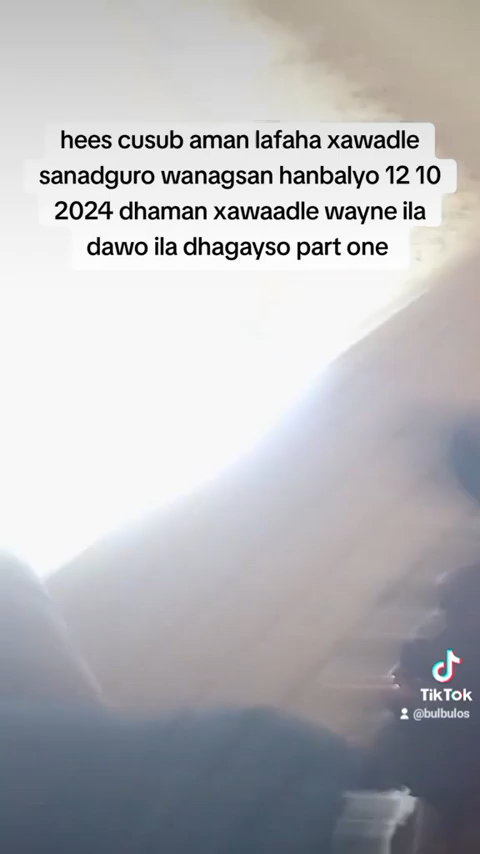 hees cusub aman lafaha xawadle
sanadguro wanagsan hanbalyo 12 10
2024 dhaman xawaadle wayne ila
dawo ila dhagayso part one
TikTok
@bulbulos